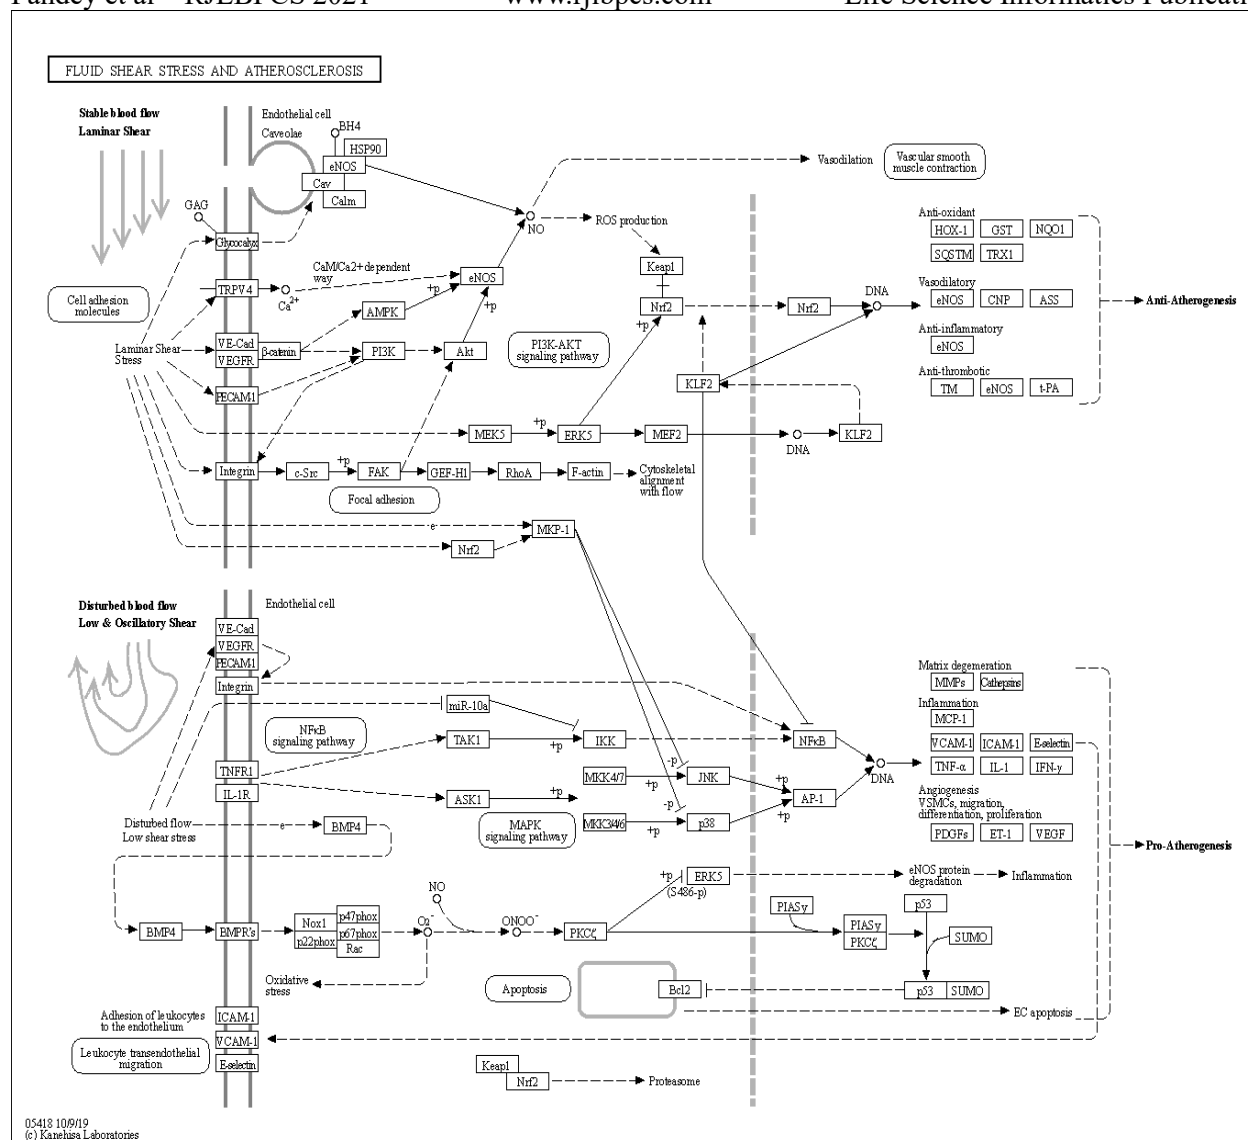 Pandey et al RJLBPCS 2021 www.rjlbpcs.com Life Science Informatics Publications
FLUID SHEAR STRESS AND ATHEROSCLEROSIS
Stable blood flow
Laminar Shear
Endothelial cell
Caveolae
BH4
HSP90
eNOS
Cav
Calm
Vasodilation
Vascular smooth
muscle contraction
GAG
Glycocalyx
NO
ROS production
Anti-oxidant
HOX-1
GST
NQO1
SQSTM
TRX1
Keap1
CaM/Ca2+ dependent
way
eNOS
TRPV4
Ca2+
+p
Cell adhesion
molecules
AMPK
+p
Nrf2
+p
Nrf2
DNA
Vasodilatory
eNOS
CNP
ASS
Anti-Atherogenesis
Laminar Shear
Stress
VE-Cad
VEGFR
β-catenin
PI3K
Akt
PI3K-AKT
signaling pathway
Anti-inflammatory
eNOS
KLF2
Anti-thrombotic
TM
eNOS
t-PA
PECAM-1
MEK5
+p
ERK5
MEF2
DNA
KLF2
Integrin
c-Src
+p
FAK
GEF-H1
RhoA
F-actin
Cytoskeletal
alignment
with flow
Focal adhesion
e
MKP-1
Nrf2
Disturbed blood flow
Low & Oscillatory Shear
Endothelial cell
VE-Cad
VEGFR
PECAM-1
Integrin
Matrix degeneration
MMPs
Cathepsins
miR-10a
Inflammation
MCP-1
NFκB
signaling pathway
TAK1
+p
IKK
NFκB
VCAM-1
ICAM-1
E-selectin
TNF-α
IL-1
IFN-γ
DNA
TNFR1
IL-1R
-p
MKK4/7
+p
JNK
+p
ASK1
+p
AP-1
Angiogenesis
VSMCs, migration,
differentiation, proliferation
PDGFs
ET-1
VEGF
-p
MKK3/4/6
+p
p38
+p
MAPK
signaling pathway
Disturbed flow
Low shear stress
e
BMP4
Pro-Atherogenesis
+p
(S486-p)
ERK5
eNOS protein
degradation
Inflammation
NO
BMP4
BMPR's
Nox1
p22phox
p47phox
p67phox
Rac
O2-
ONOO-
PKCζ
PIASy
PIASy
PKCζ
p53
SUMO
Oxidative
stress
Apoptosis
Bcl2
p53
SUMO
EC apoptosis
Adhesion of leukocytes
to the endothelium
ICAM-1
VCAM-1
E-selectin
Leukocyte transendothelial
migration
Keap1
Nrf2
Proteasome
05418 10/9/19
(c) Kanehisa Laboratories